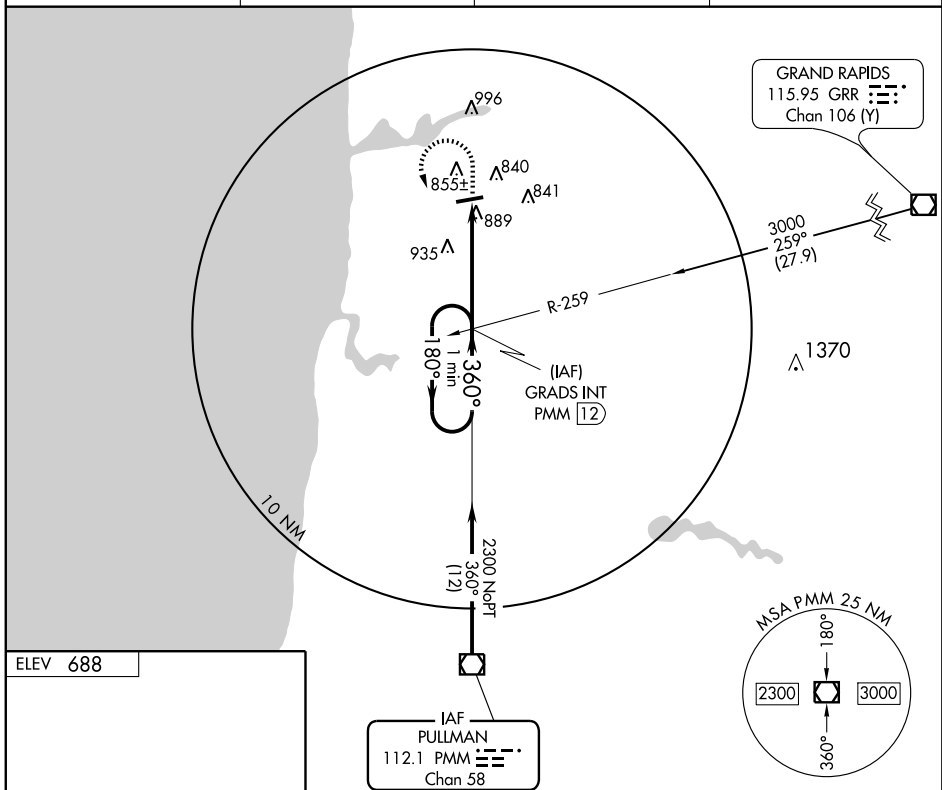 996
GRAND RAPIDS
115.95 GRR
Chan 106 (Y)
840
855±
841
889
935
3000
259°
(27.9)
R-259
1370
1 min
180°
360°
(IAF)
GRADS INT
PMM 12
10 NM
2300 NoPT
360°
(12)
MSA PMM 25 NM
180°
2300
3000
360°
ELEV 688
IAF
PULLMAN
112.1 PMM
Chan 58